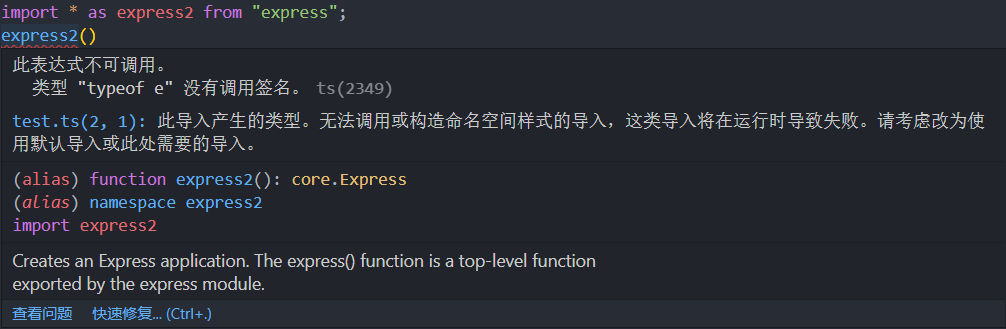 import * as express2 from "express";
express2()
此表达式不可调用。
类型 "typeof e" 没有调用签名。 ts(2349)
test.ts(2, 1): 此导入产生的类型。无法调用或构造命名空间样式的导入，这类导入将在运行时导致失败。请考虑改为使
用默认导入或此处需要的导入。
(alias) function express2(): core.Express
(alias) namespace express2
import express2
Creates an Express application. The express() function is a top-level function
exported by the express module.
查看问题 快速修复... (Ctrl+.)